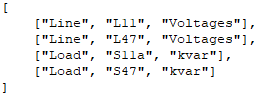 [
    ["Line", "L11", "Voltages"],
    ["Line", "L47", "Voltages"],
    ["Load", "S11a", "kvar"],
    ["Load", "S47", "kvar"]
]